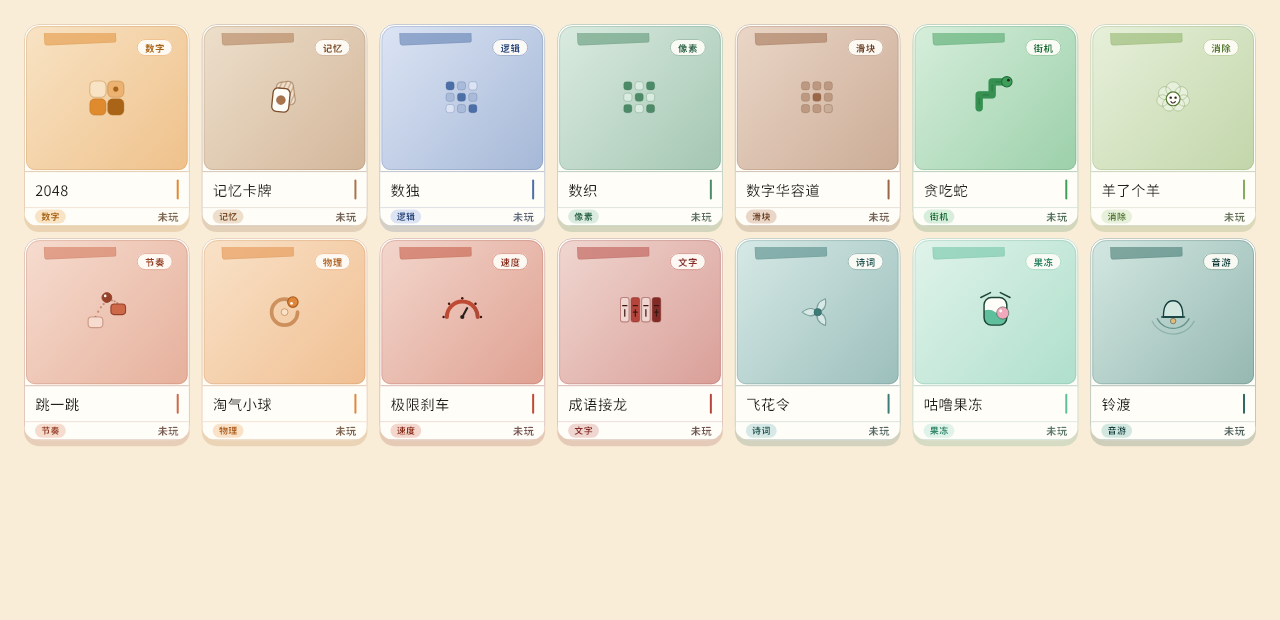 数字
记忆
逻辑
像素
滑块
街机
消除
2048
记忆卡牌
数独
数织
数字华容道
贪吃蛇
羊了个羊
数字 未玩
记忆 未玩
逻辑 未玩
像素 未玩
滑块 未玩
街机 未玩
消除 未玩
节奏
物理
速度
文字
诗词
果冻
音游
跳一跳
淘气小球
极限刹车
成语接龙
飞花令
咕噜果冻
铃渡
节奏 未玩
物理 未玩
速度 未玩
文字 未玩
诗词 未玩
果冻 未玩
音游 未玩